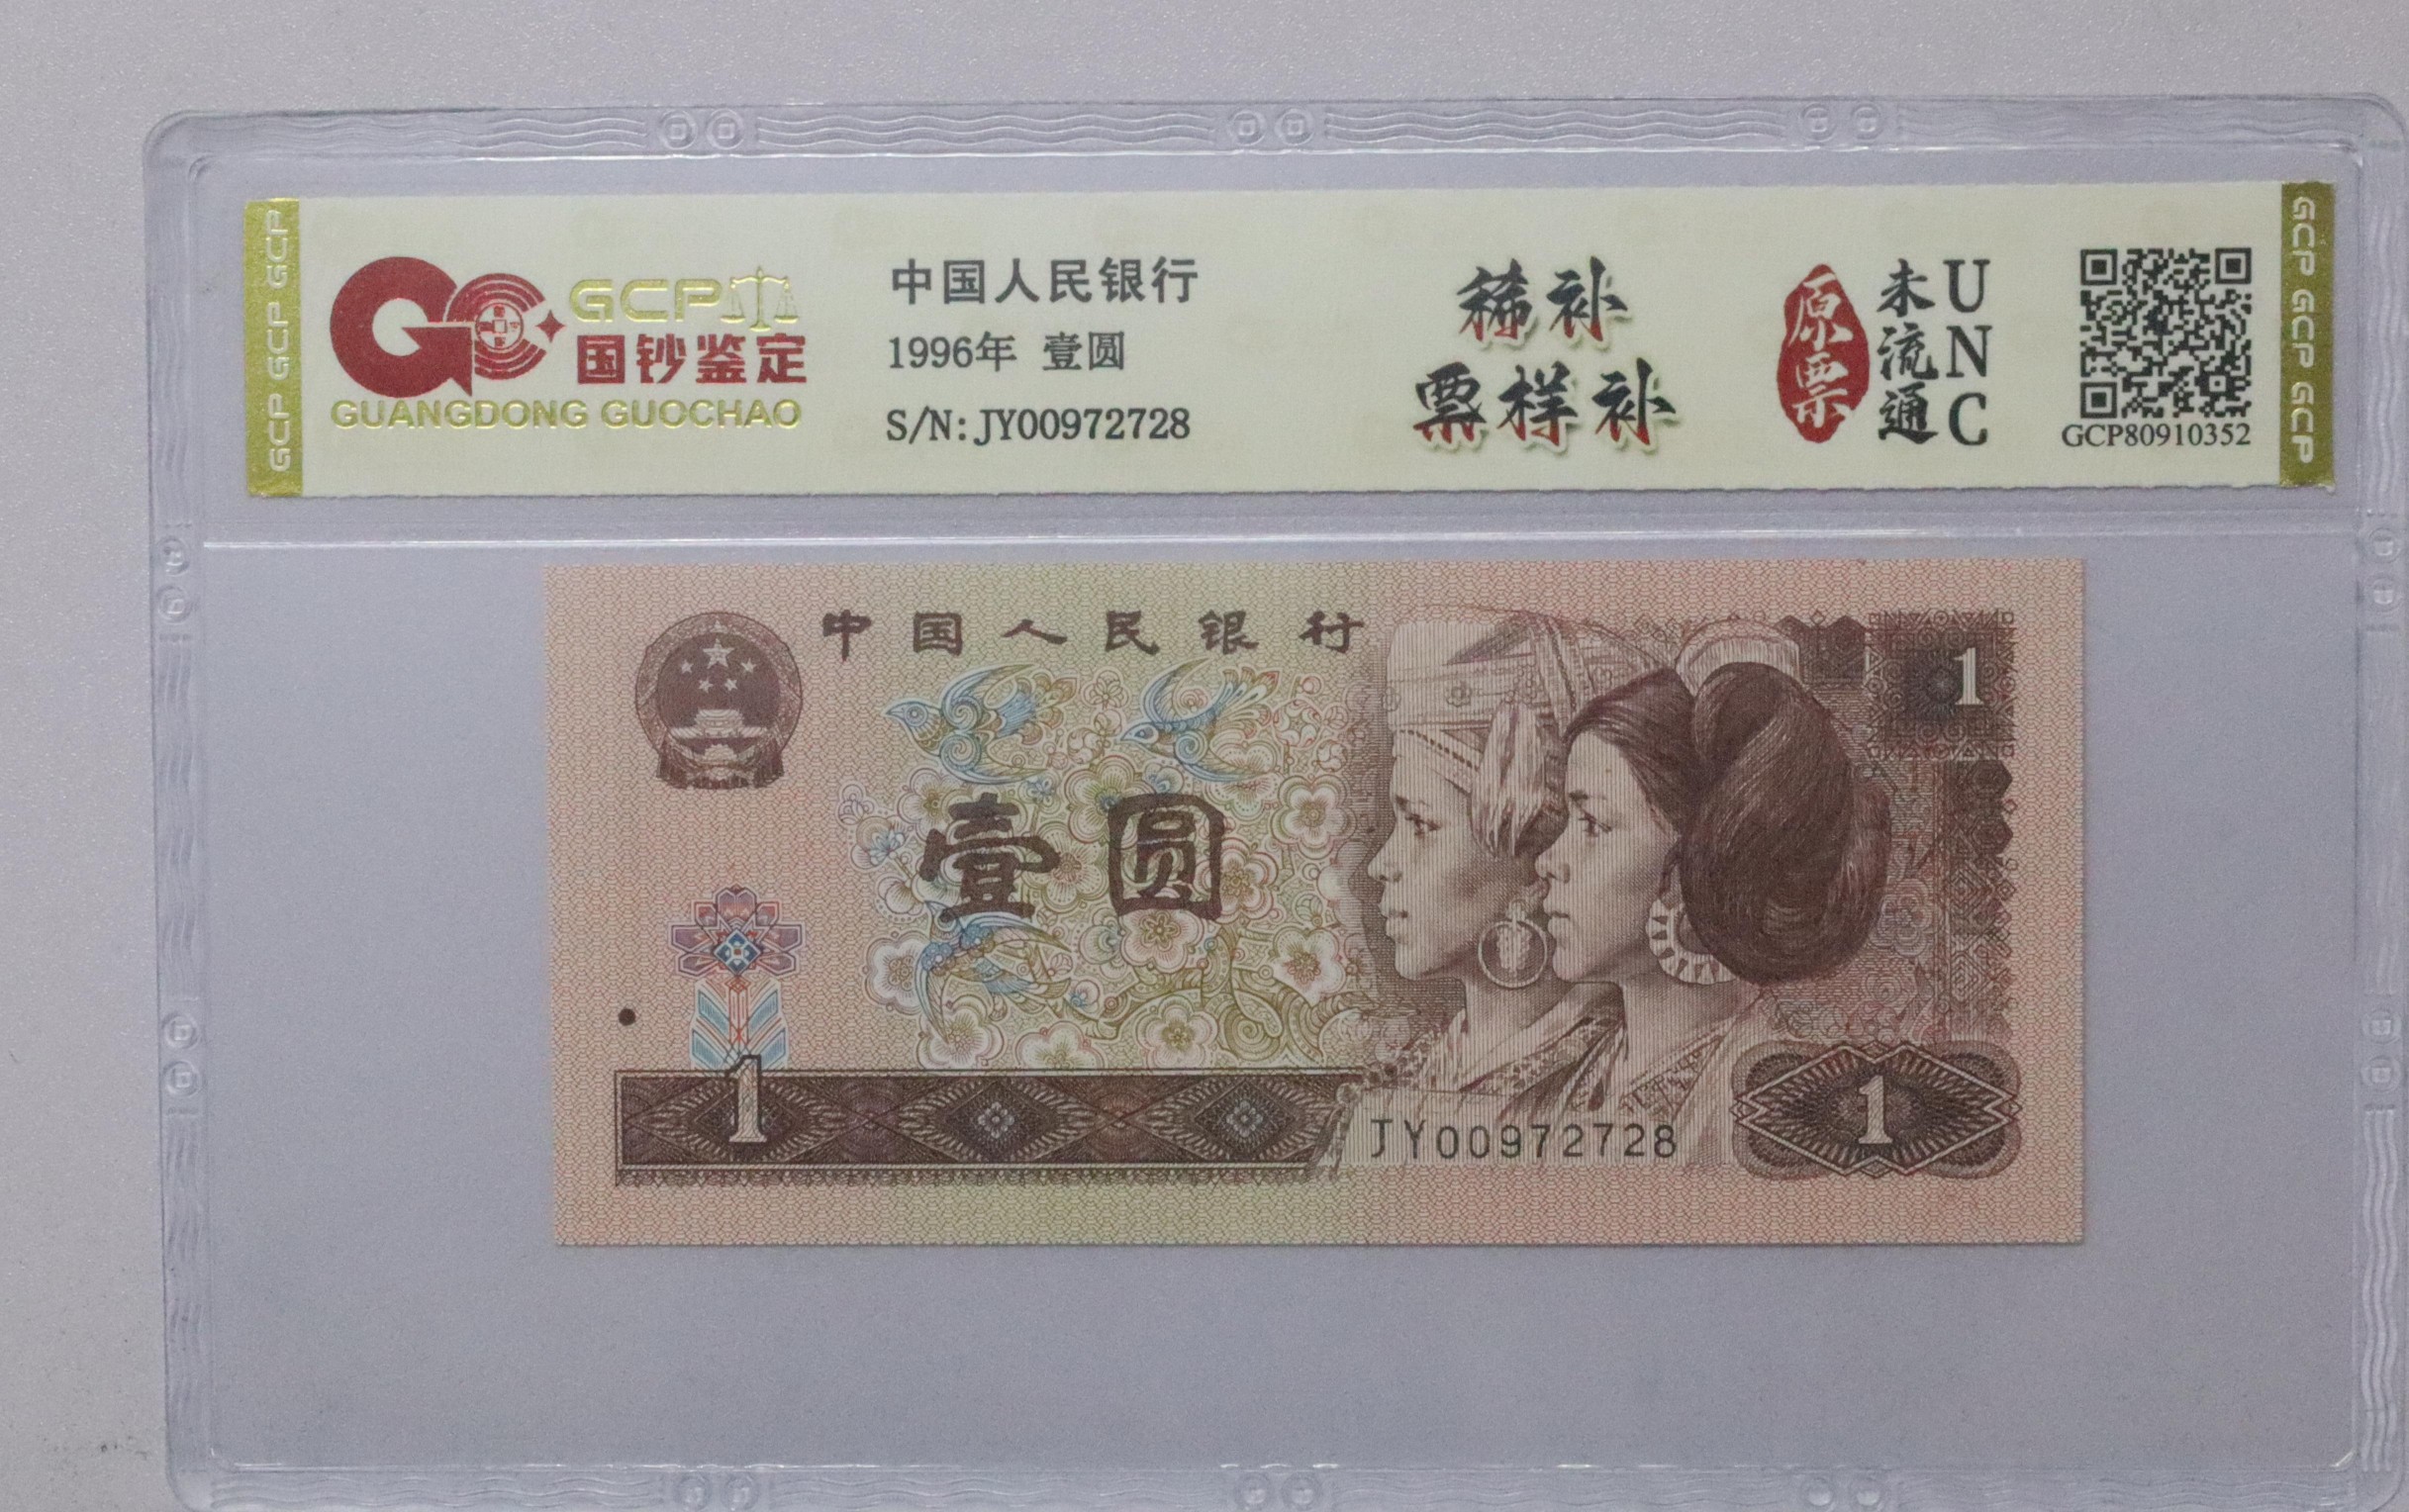 GCP GCP GCP
GCP
国钞鉴定
GUANGDONG GUOCHAO
中国人民银行
1996年 壹圆
S/N:JY00972728
稀补
票样补
原票
未流通
UNC
GCP80910352
GCP GCP GCP
中国人民银行
1
壹圆
1
JY00972728
1